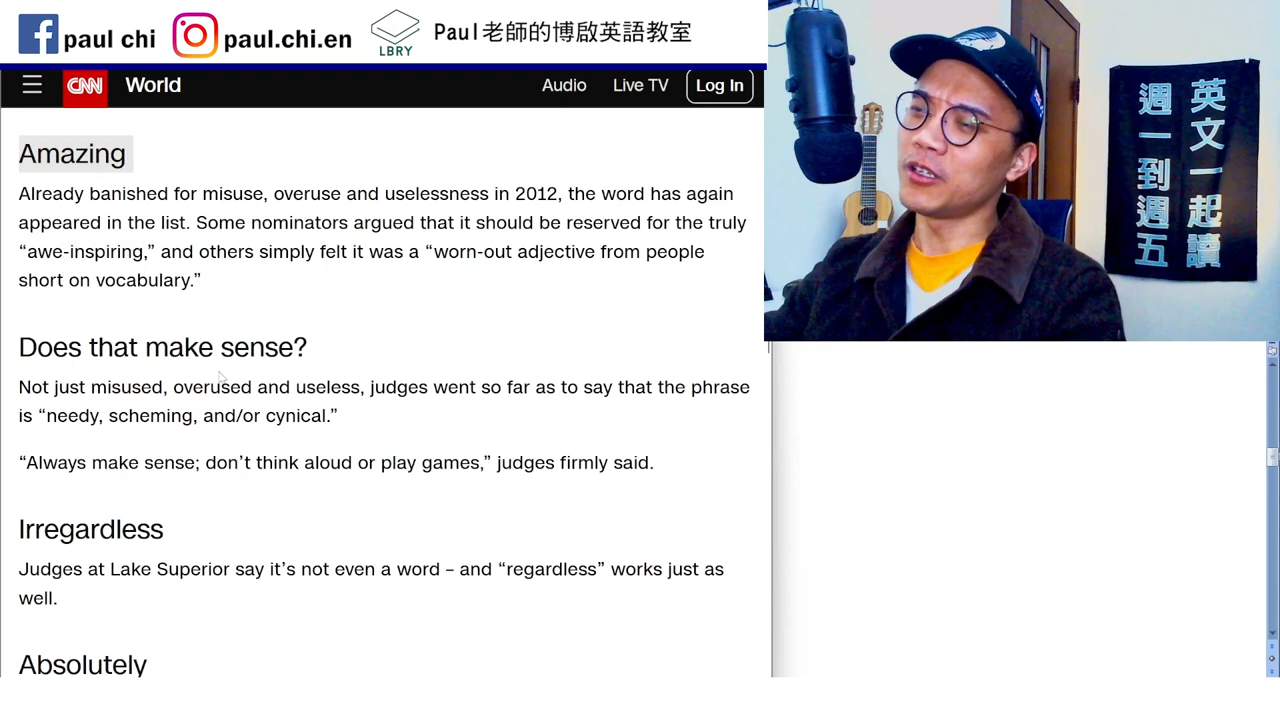 paul chi
paul.chi.en
LBRY
Paul老師的博啟英語教室
CNN World Audio Live TV Log In
Amazing
Already banished for misuse, overuse and uselessness in 2012, the word has again
appeared in the list. Some nominators argued that it should be reserved for the truly
“awe-inspiring,” and others simply felt it was a “worn-out adjective from people
short on vocabulary.”
Does that make sense?
Not just misused, overused and useless, judges went so far as to say that the phrase
is “needy, scheming, and/or cynical.”
“Always make sense; don’t think aloud or play games,” judges firmly said.
Irregardless
Judges at Lake Superior say it’s not even a word – and “regardless” works just as
well.
Absolutely
英文一起讀
週一到週五